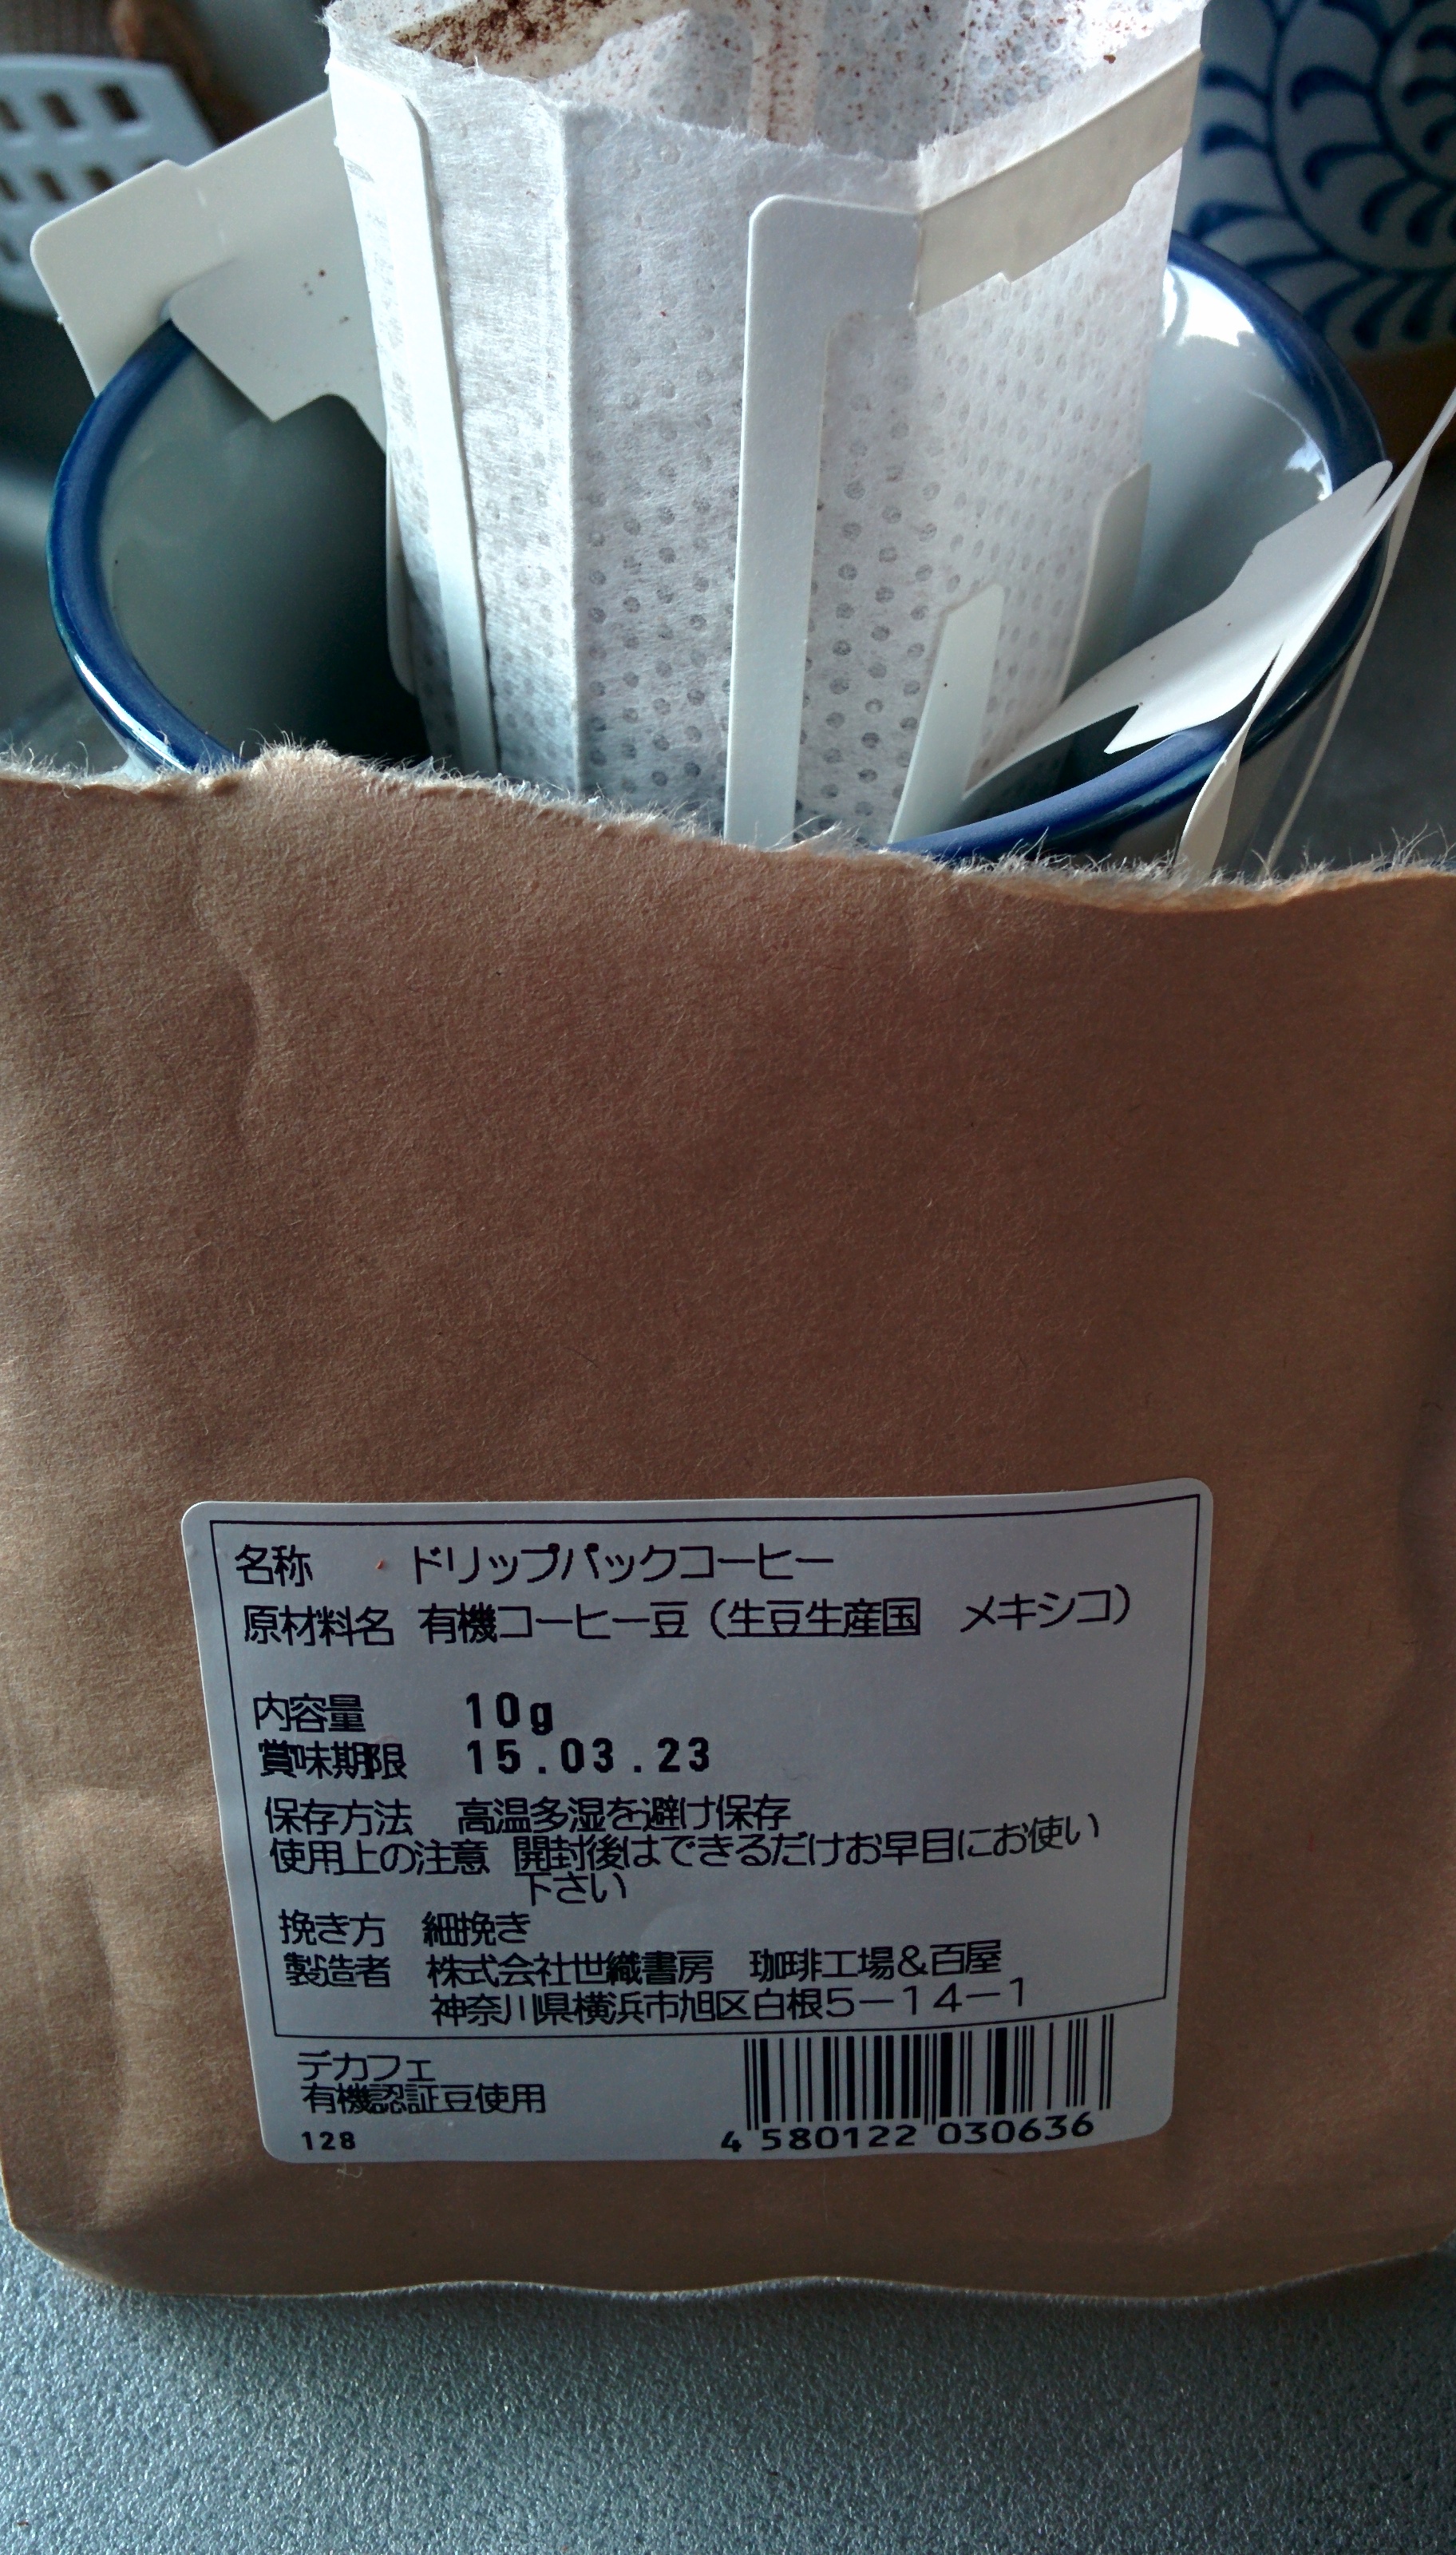 名称 ドリップパックコーヒー
原材料名 有機コーヒー豆（生豆生産国 メキシコ）
内容量 10g
賞味期限 15.03.23
保存方法 高温多湿を避け保存
使用上の注意 開封後はできるだけお早目にお使い
下さい
挽き方 細挽き
製造者 株式会社世織書房 珈琲工場＆百屋
神奈川県横浜市旭区白根5－14－1
デカフェ
有機認証豆使用
128
4 580122 030636